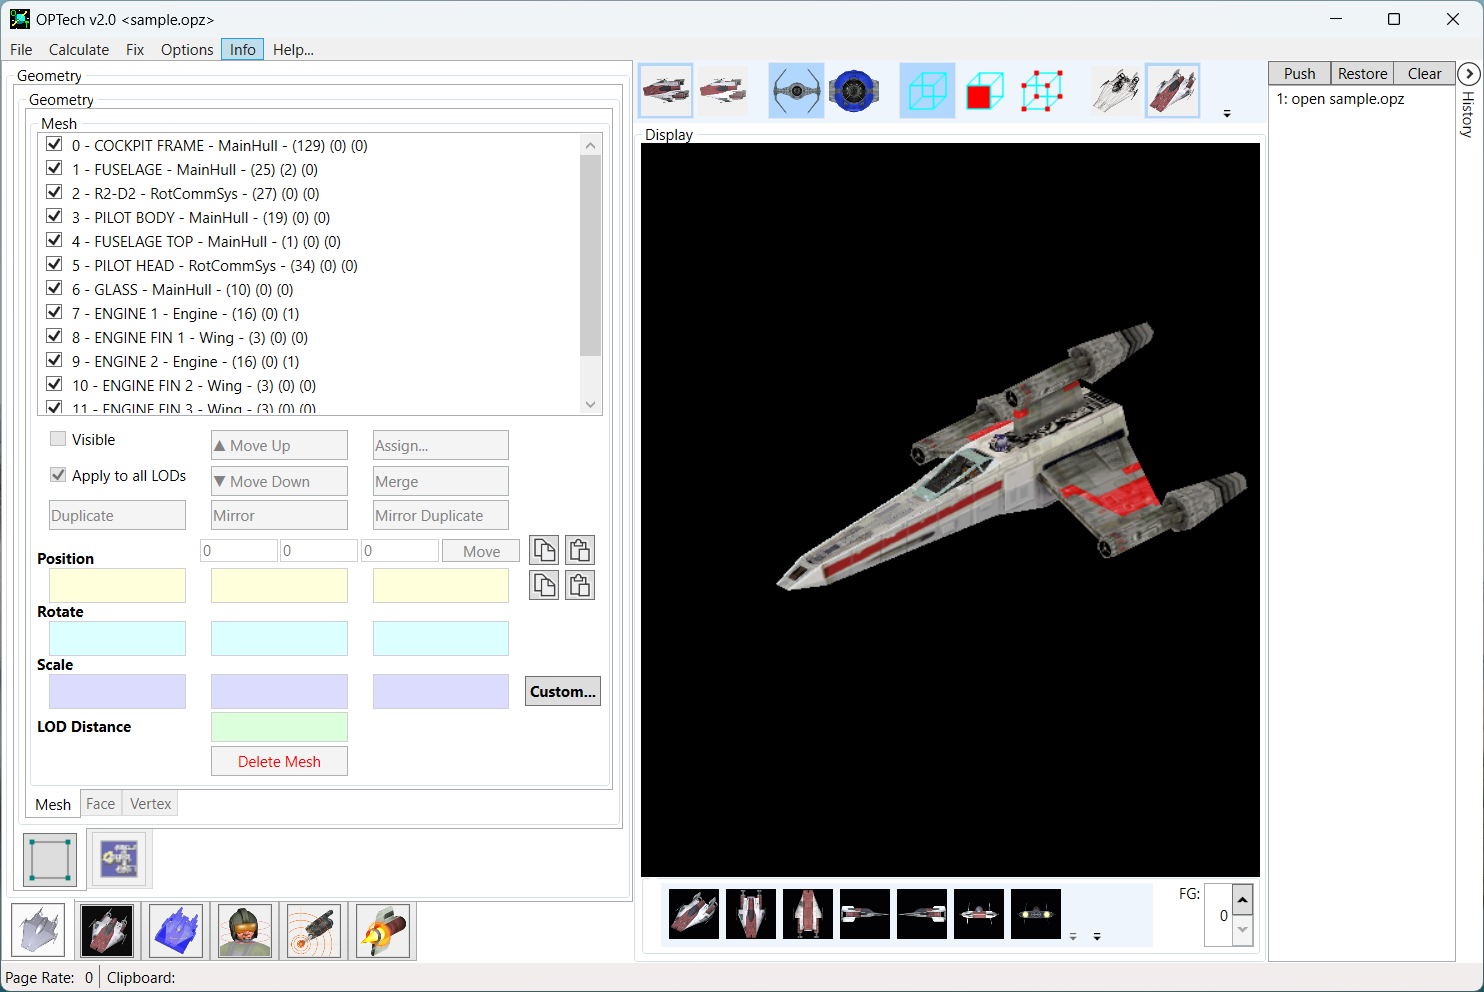 OPTech v2.0 <sample.opz>
File Calculate Fix Options Info Help...
Geometry
Geometry
Mesh
0 - COCKPIT FRAME - MainHull - (129) (0) (0)
1 - FUSELAGE - MainHull - (25) (2) (0)
2 - R2-D2 - RotCommSys - (27) (0) (0)
3 - PILOT BODY - MainHull - (19) (0) (0)
4 - FUSELAGE TOP - MainHull - (1) (0) (0)
5 - PILOT HEAD - RotCommSys - (34) (0) (0)
6 - GLASS - MainHull - (10) (0) (0)
7 - ENGINE 1 - Engine - (16) (0) (1)
8 - ENGINE FIN 1 - Wing - (3) (0) (0)
9 - ENGINE 2 - Engine - (16) (0) (1)
10 - ENGINE FIN 2 - Wing - (3) (0) (0)
11 - ENGINE FIN 3 - Wing - (3) (0) (0)
Visible
▲ Move Up
Assign...
Apply to all LODs
▼ Move Down
Merge
Duplicate
Mirror
Mirror Duplicate
Position
0
0
0
Move
Rotate
Scale
Custom...
LOD Distance
Delete Mesh
Mesh Face Vertex
Display
FG:
0
Push Restore Clear
1: open sample.opz
History
Page Rate: 0 Clipboard: